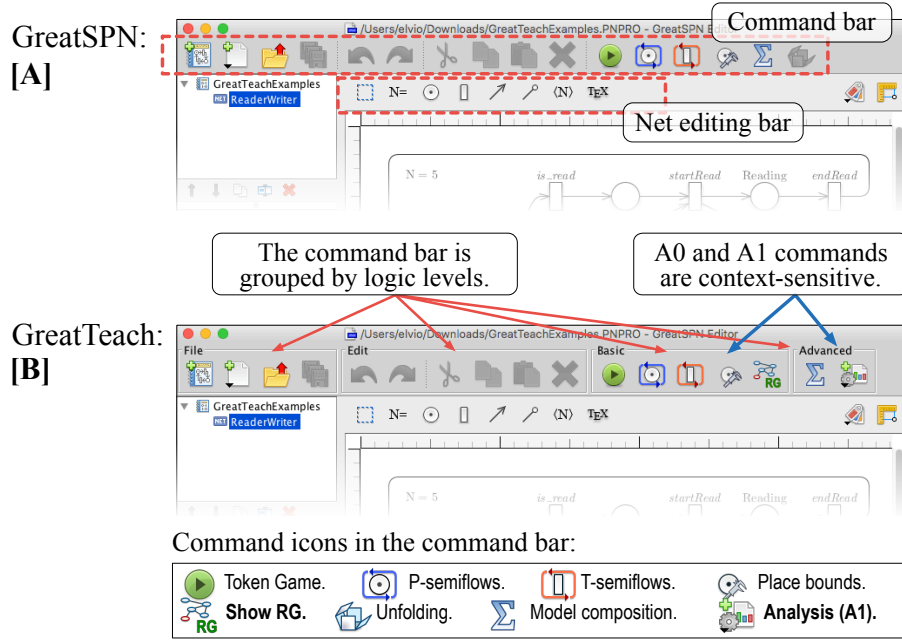 GreatSPN:
[A]
/Users/elvio/Downloads/GreatTeachExamples.PNPRO - GreatSPN
Command bar
GreatTeachExamples
NET ReaderWriter
N= ⟨N⟩ TEX
Net editing bar
N = 5 is_read startRead Reading endRead
The command bar is
grouped by logic levels.
A0 and A1 commands
are context-sensitive.
GreatTeach:
[B]
/Users/elvio/Downloads/GreatTeachExamples.PNPRO - GreatSPN Editor
File Edit Basic Advanced
RG Σ
GreatTeachExamples
NET ReaderWriter
N= ⟨N⟩ TEX
N = 5 is_read startRead Reading endRead
Command icons in the command bar:
Token Game. P-semiflows. T-semiflows. Place bounds.
RG Show RG. Unfolding. Σ Model composition. Analysis (A1).